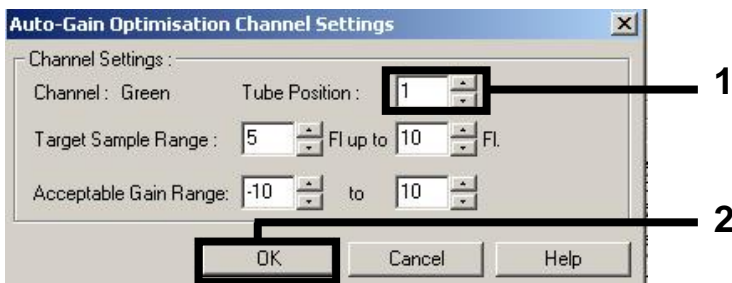 Auto-Gain Optimisation Channel Settings
Channel Settings :
Channel : Green Tube Position : 1
1
Target Sample Range : 5 Fl up to 10 Fl.
Acceptable Gain Range: -10 to 10
2
OK Cancel Help